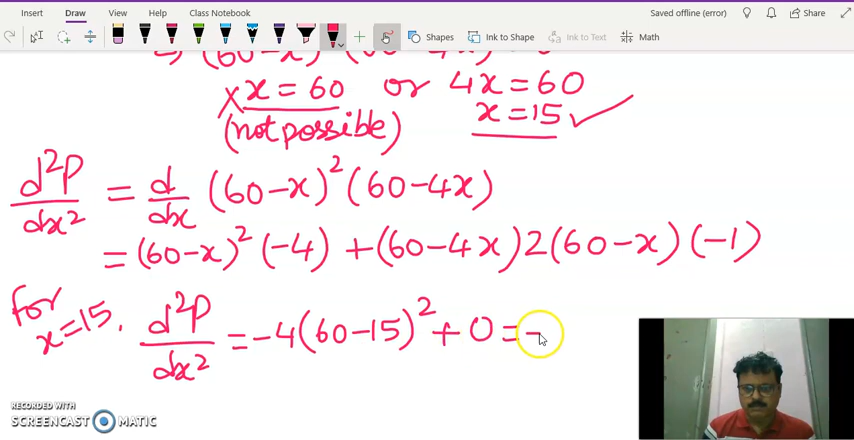 Insert Draw View Help Class Notebook Saved offline (error) Share
Shapes Ink to Shape Ink to Text Math
x = 60 or 4x = 60
(not possible) x = 15 ✓
d²P/dx² = d/dx (60-x)² (60-4x)
= (60-x)² (-4) + (60-4x) 2 (60-x) (-1)
for x=15. d²P/dx² = -4(60-15)² + 0 = -
RECORDED WITH
SCREENCAST MATIC